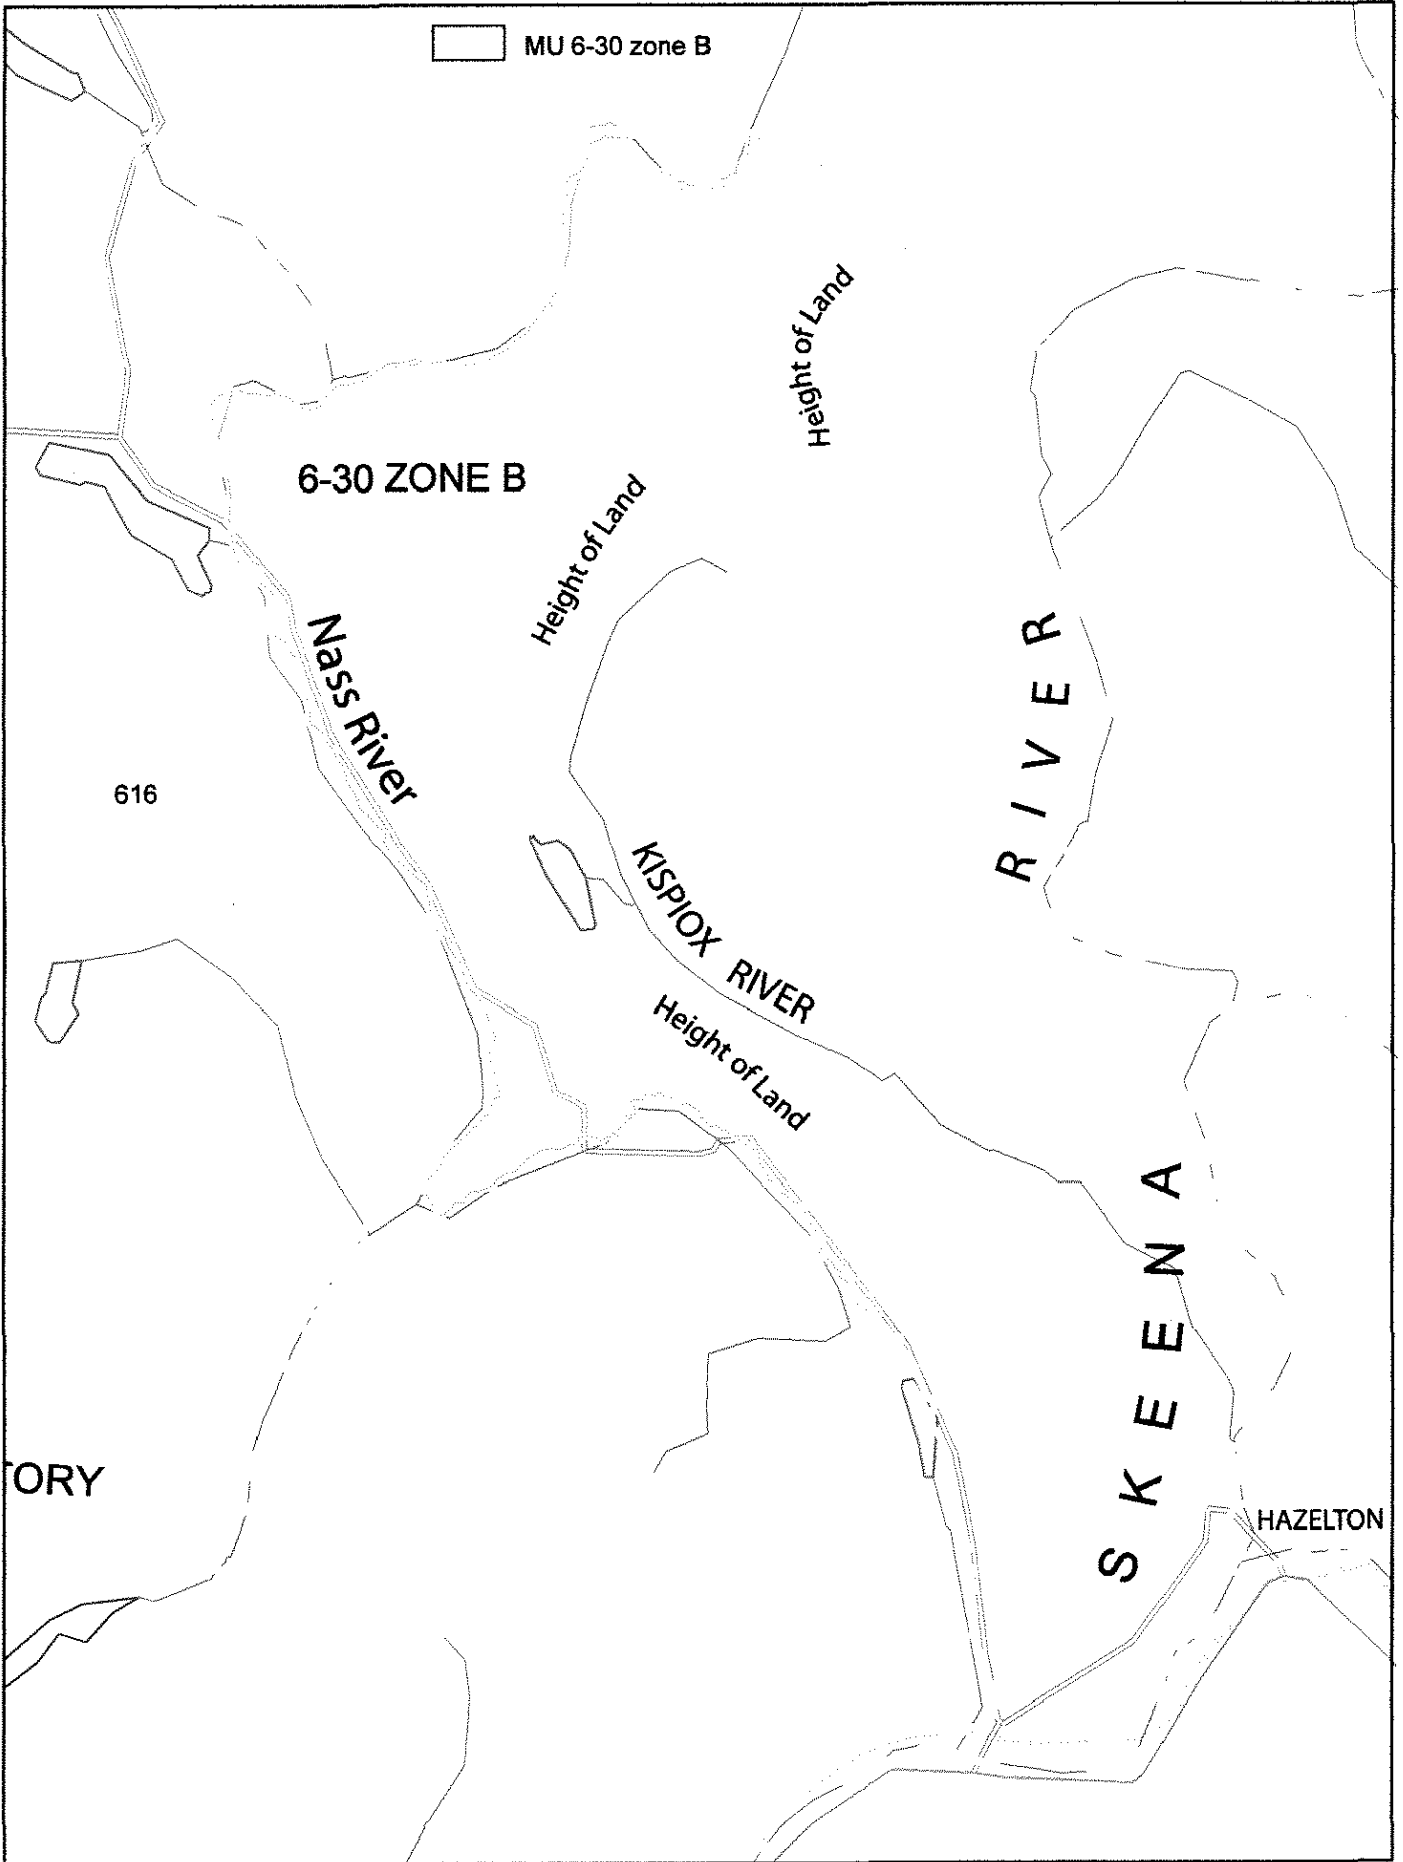 MU 6-30 zone B
Height of Land
6-30 ZONE B
Height of Land
Nass River
RIVER
616
KISPIOX RIVER
Height of Land
SKEENA
ORY
HAZELTON